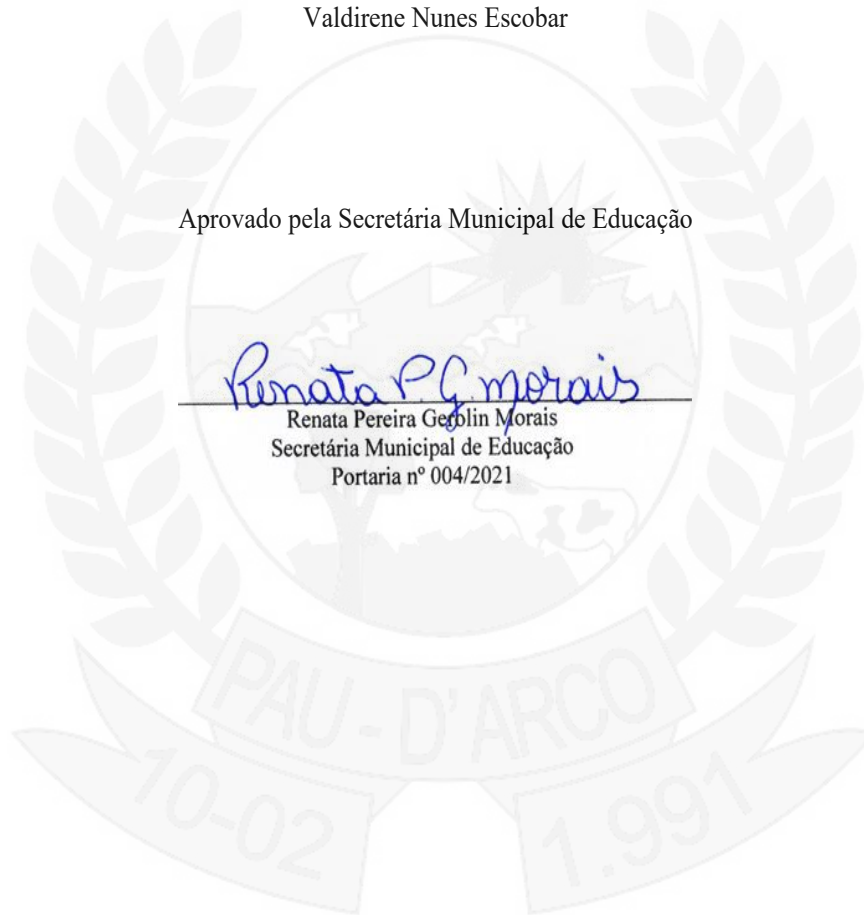 Valdirene Nunes Escobar
Aprovado pela Secretária Municipal de Educação
Renata P G Morais
Renata Pereira Gerolin Morais
Secretária Municipal de Educação
Portaria nº 004/2021
PAU - D'ARCO
10-02 1.991